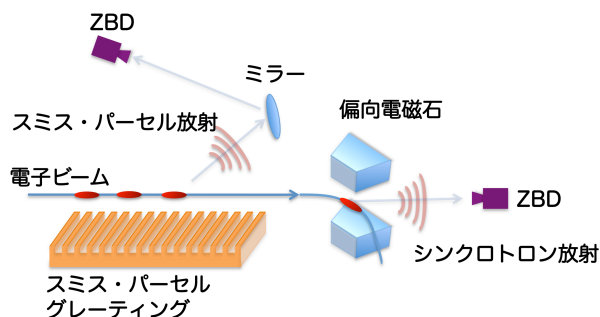 ZBD
ミラー
スミス・パーセル放射
偏向電磁石
電子ビーム
ZBD
シンクロトロン放射
スミス・パーセル
グレーティング